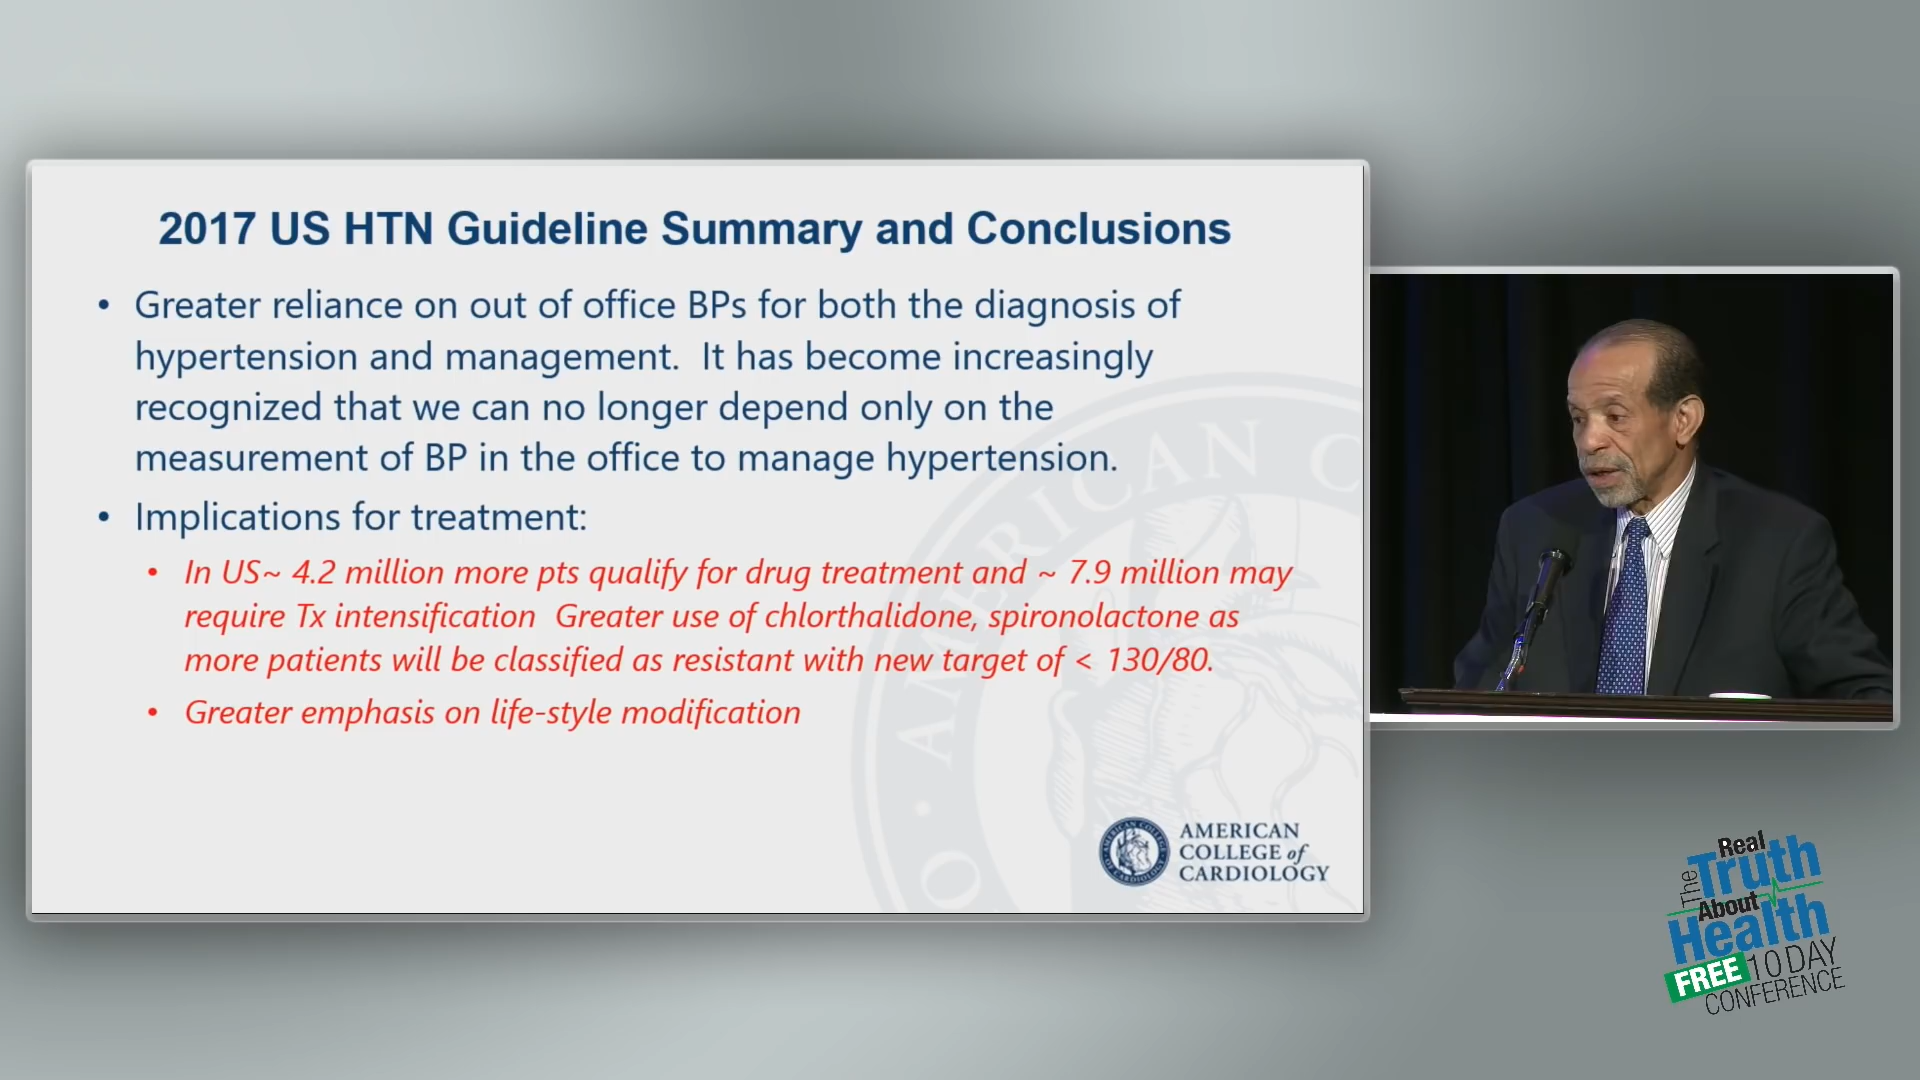 2017 US HTN Guideline Summary and Conclusions
• Greater reliance on out of office BPs for both the diagnosis of
hypertension and management.  It has become increasingly
recognized that we can no longer depend only on the
measurement of BP in the office to manage hypertension.
• Implications for treatment:
• In US~ 4.2 million more pts qualify for drug treatment and ~ 7.9 million may
require Tx intensification  Greater use of chlorthalidone, spironolactone as
more patients will be classified as resistant with new target of < 130/80.
• Greater emphasis on life-style modification
AMERICAN C
AMERICAN
COLLEGE of
CARDIOLOGY
The Real
Truth
About
Health
FREE 10 DAY
CONFERENCE